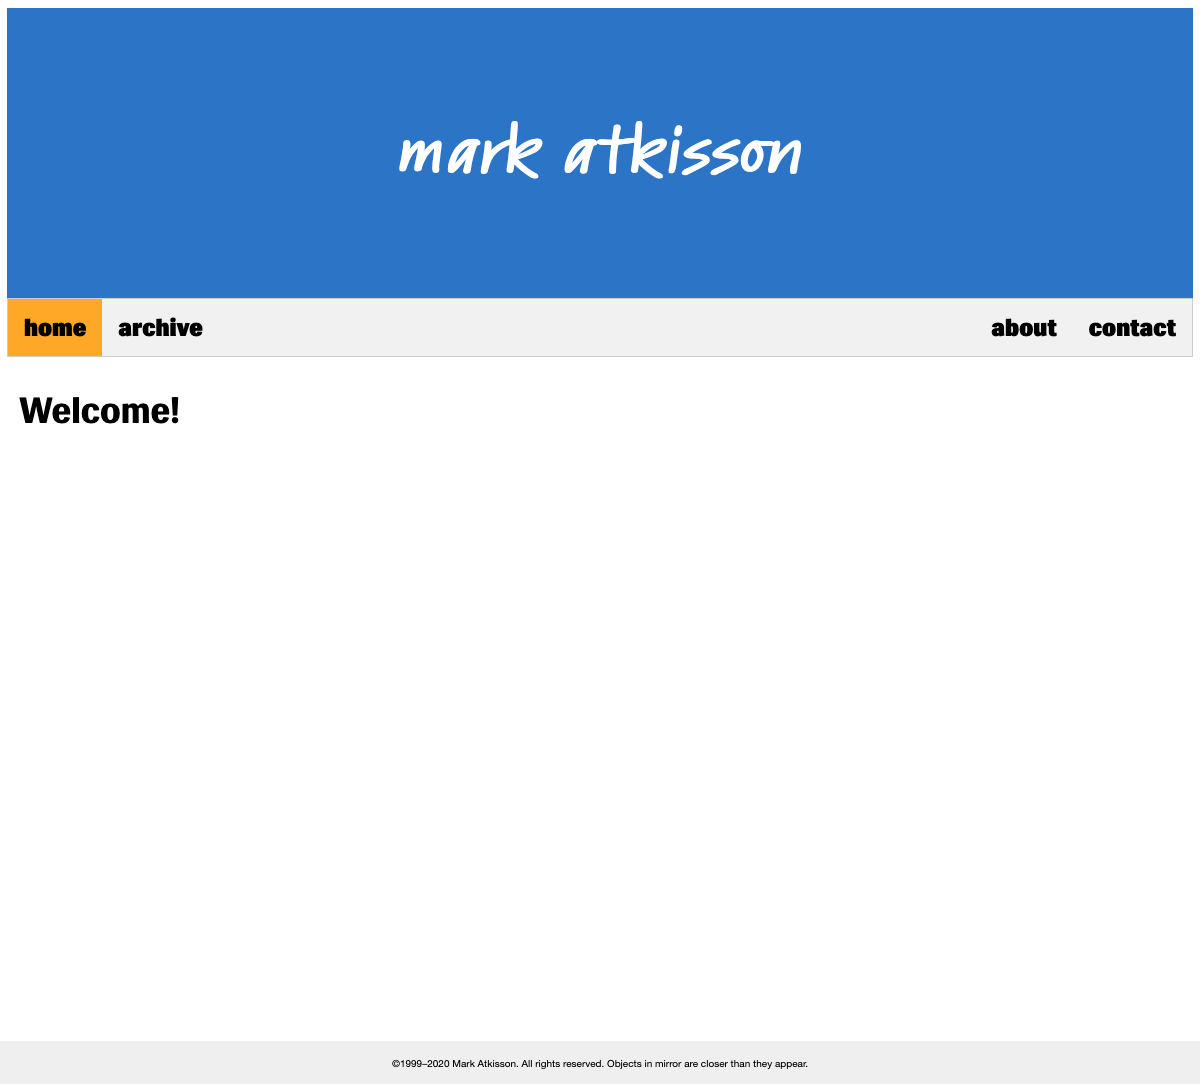 mark atkisson
home archive about contact
Welcome!
©1999–2020 Mark Atkisson. All rights reserved. Objects in mirror are closer than they appear.